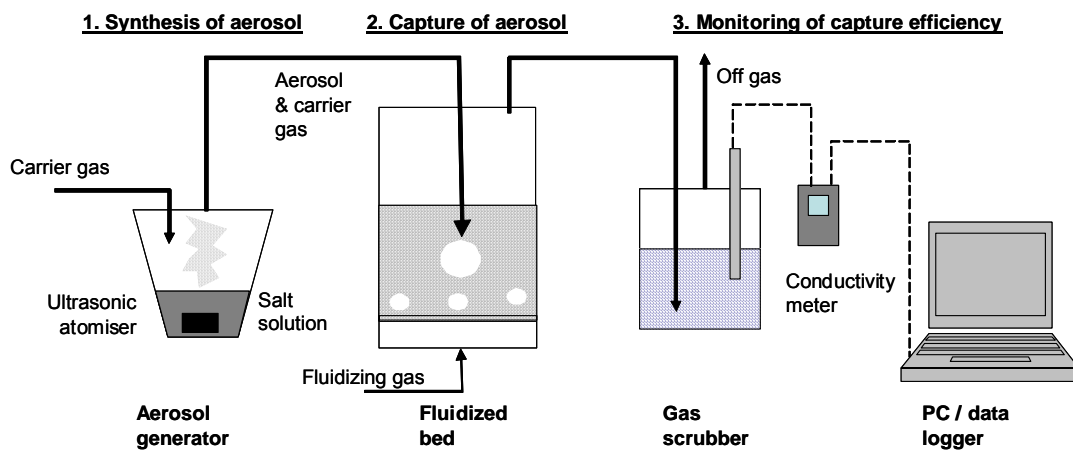 1. Synthesis of aerosol
2. Capture of aerosol
3. Monitoring of capture efficiency
Carrier gas
Aerosol
& carrier
gas
Off gas
Ultrasonic
atomiser
Salt
solution
Fluidizing gas
Conductivity
meter
Aerosol
generator
Fluidized
bed
Gas
scrubber
PC / data
logger